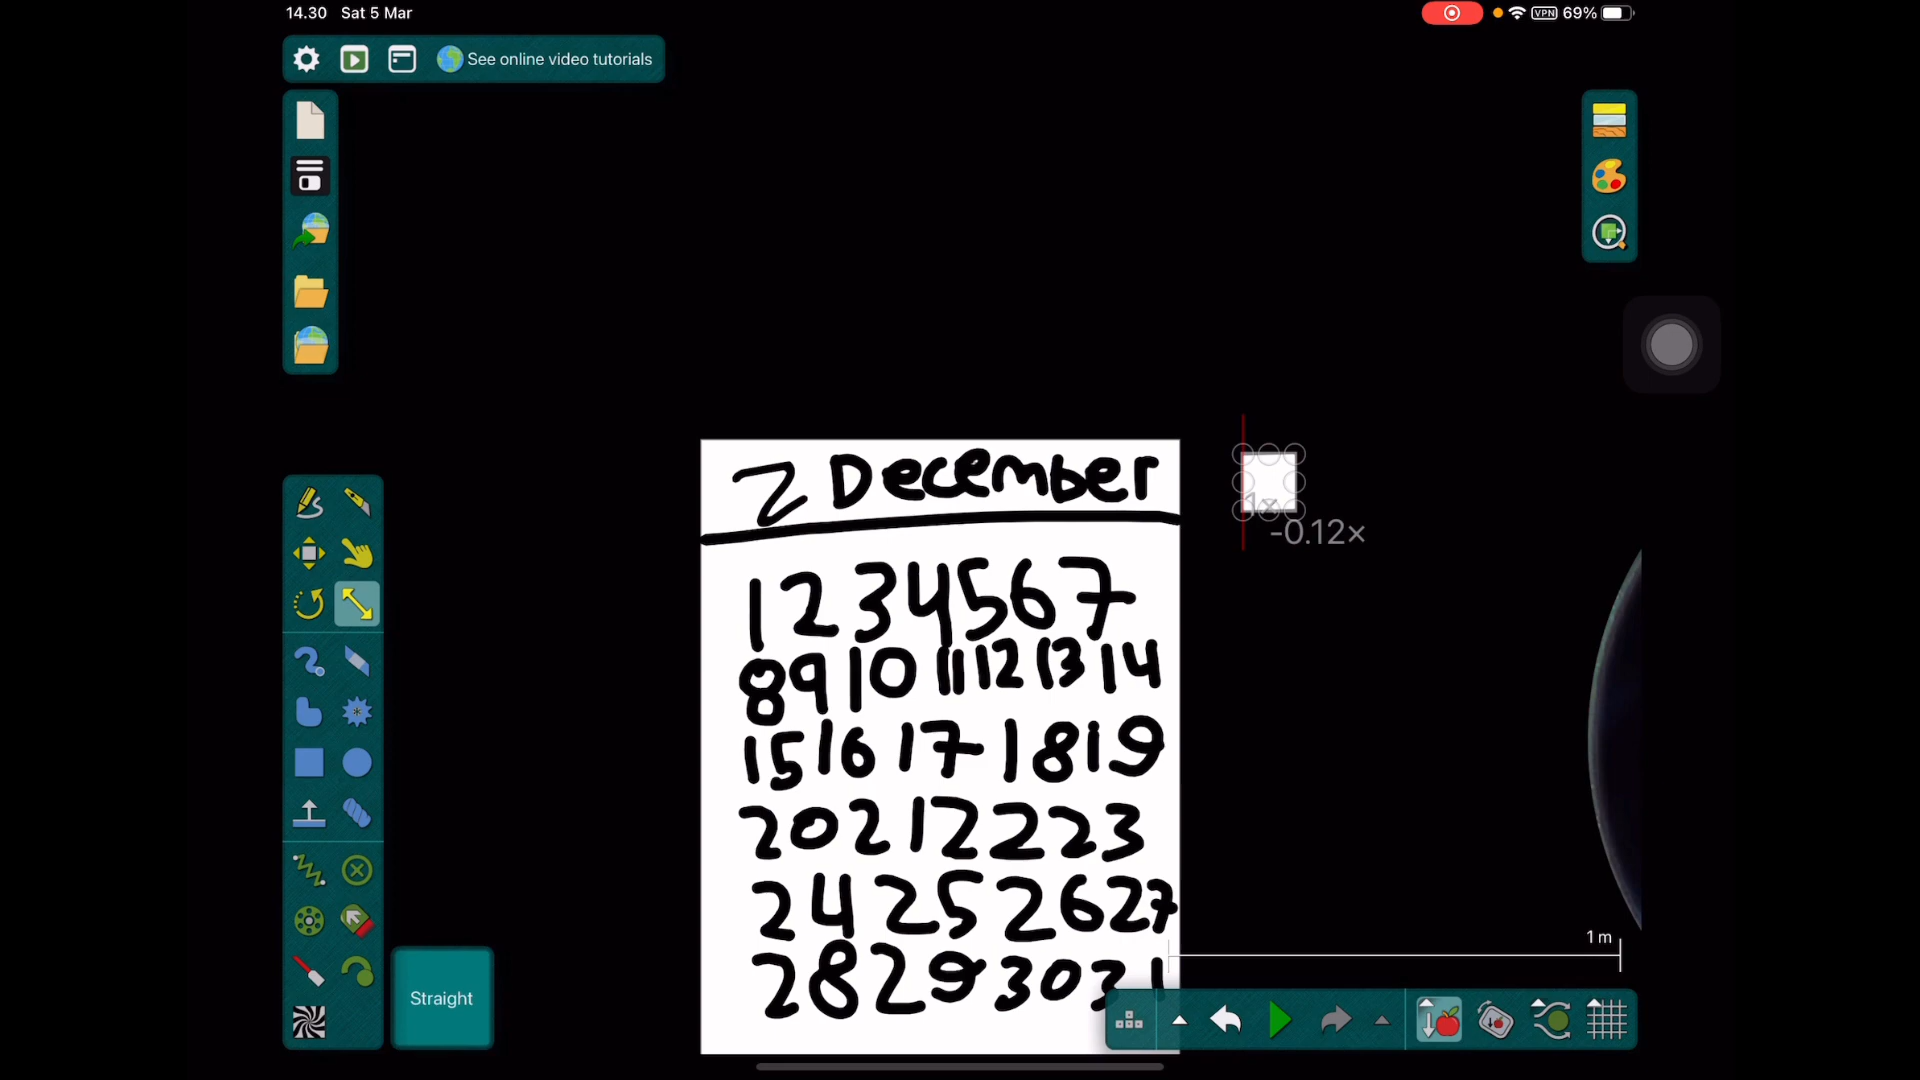 14.30 Sat 5 Mar
VPN 69%
See online video tutorials
2 December
1 2 3 4 5 6 7
8 9 10 11 12 13 14
15 16 17 18 19
20 21 22 23
24 25 26 27
28 29 30 31
1×
-0.12×
1 m
Straight